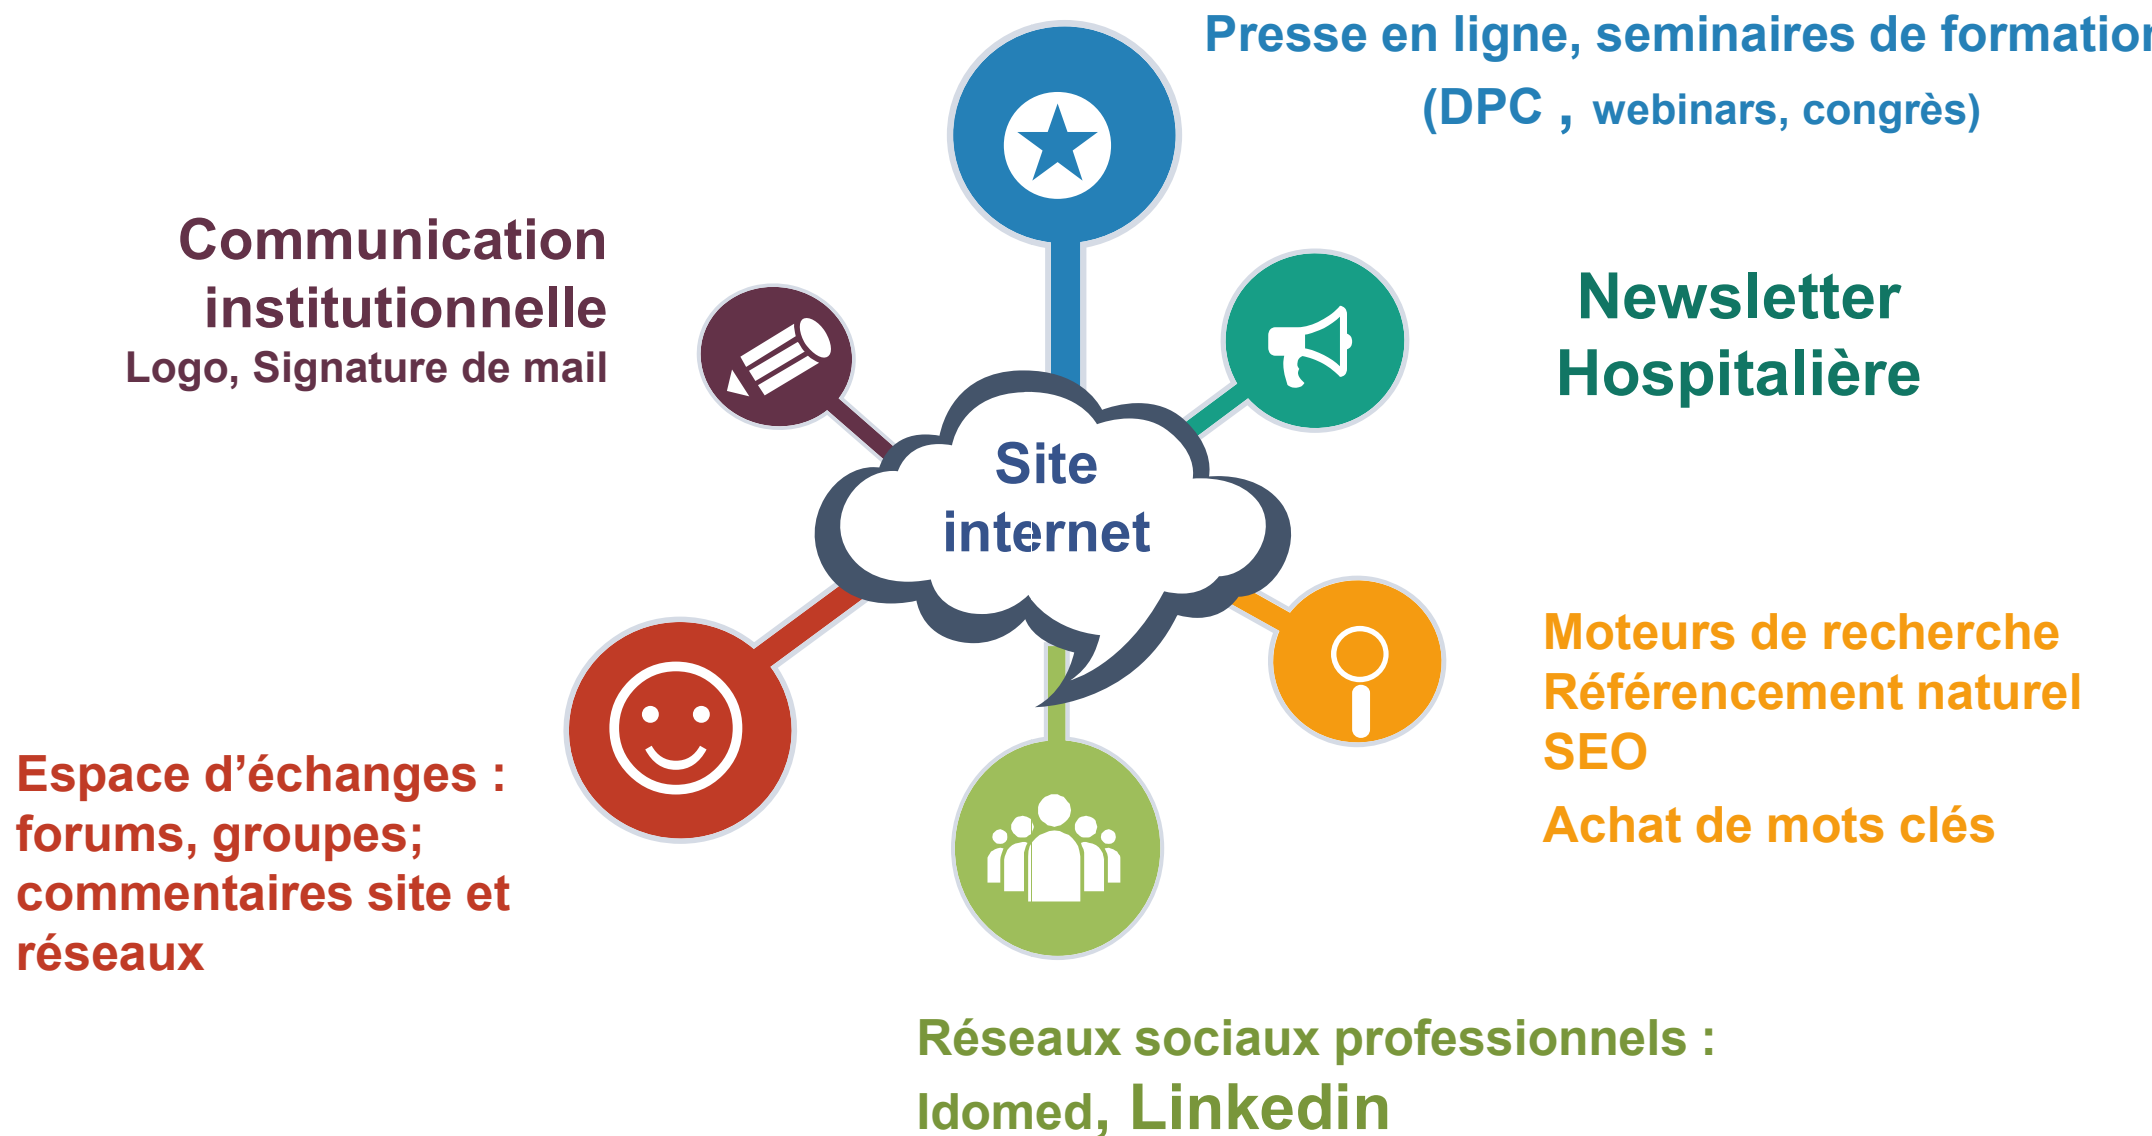 Presse en ligne, seminaires de formation
(DPC , webinars, congrès)
Communication
institutionnelle
Logo, Signature de mail
Newsletter
Hospitalière
Site
internet
Moteurs de recherche
Référencement naturel
SEO
Achat de mots clés
Espace d’échanges :
forums, groupes;
commentaires site et
réseaux
Réseaux sociaux professionnels :
Idomed, Linkedin